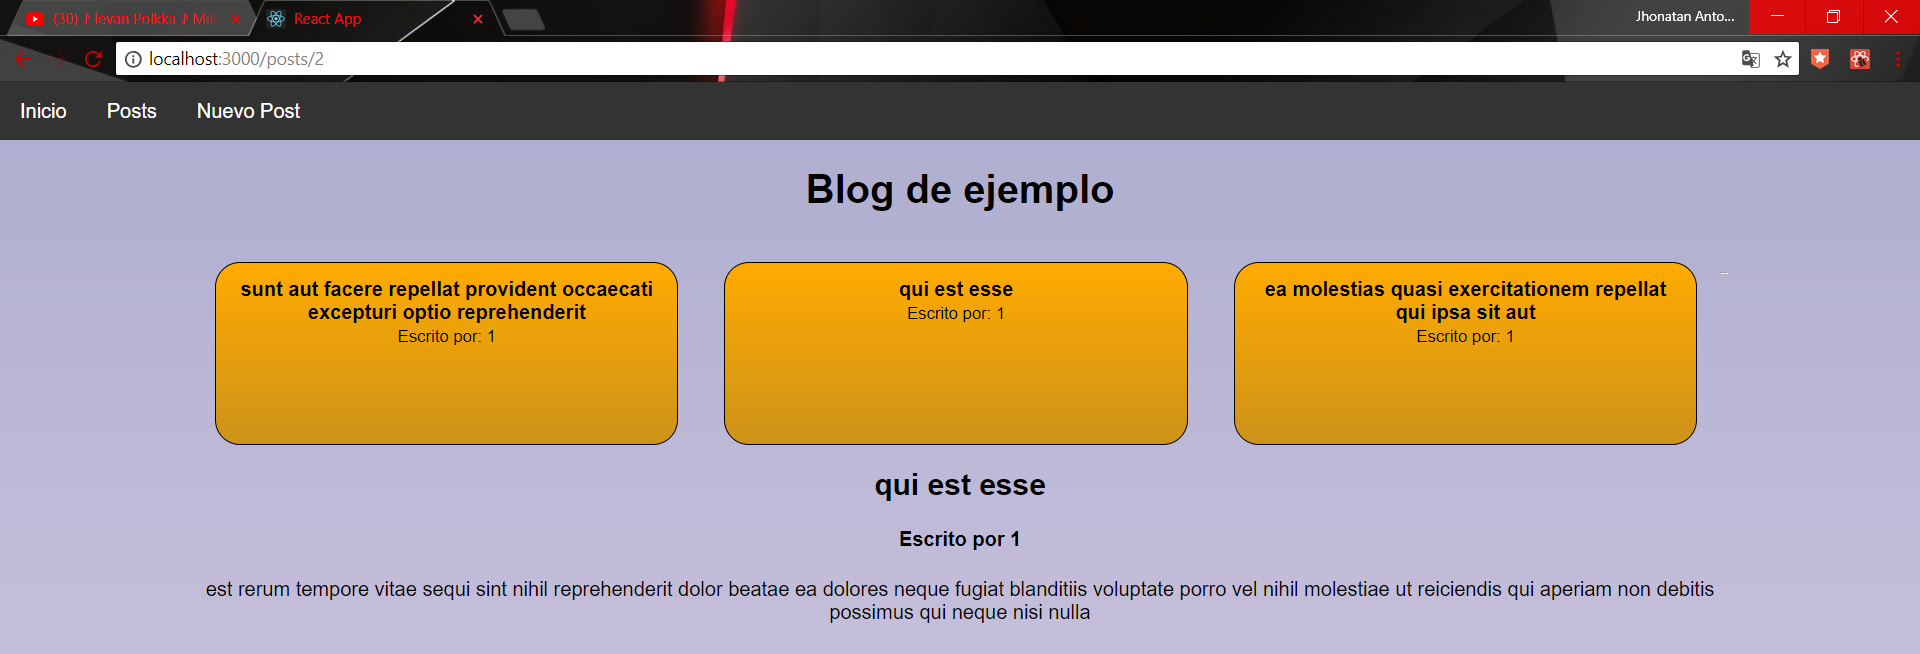 (30) ♪ Ievan Polkka ♪ Mik
React App
Jhonatan Anto...
localhost:3000/posts/2
Inicio Posts Nuevo Post
Blog de ejemplo
sunt aut facere repellat provident occaecati
excepturi optio reprehenderit
Escrito por: 1
qui est esse
Escrito por: 1
ea molestias quasi exercitationem repellat
qui ipsa sit aut
Escrito por: 1
qui est esse
Escrito por 1
est rerum tempore vitae sequi sint nihil reprehenderit dolor beatae ea dolores neque fugiat blanditiis voluptate porro vel nihil molestiae ut reiciendis qui aperiam non debitis
possimus qui neque nisi nulla